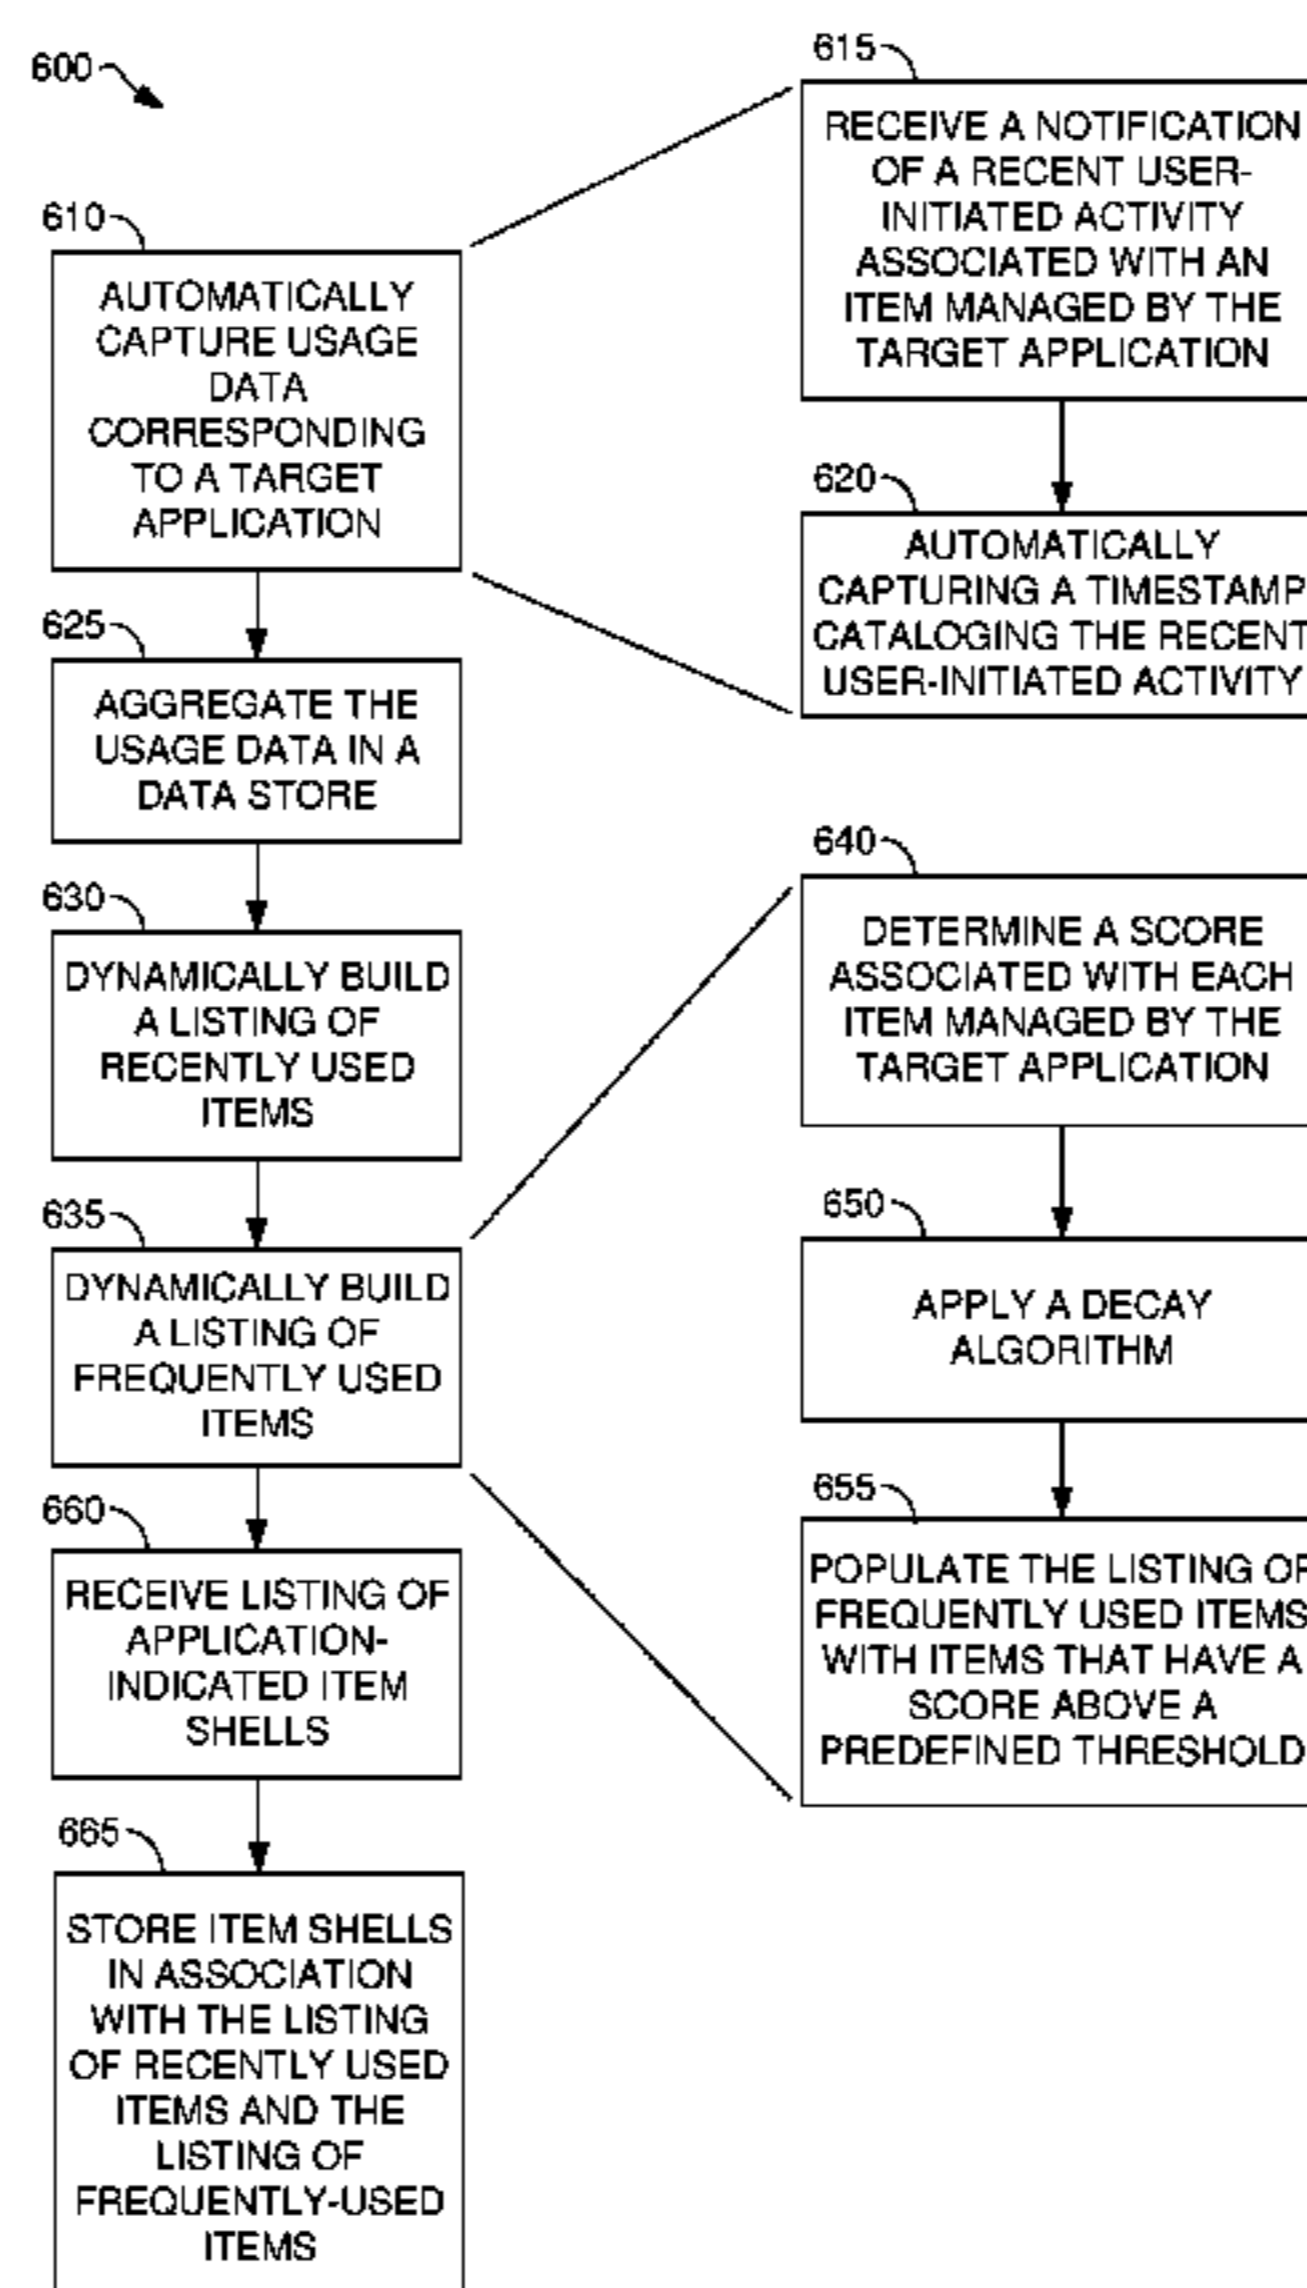 600
610
AUTOMATICALLY
CAPTURE USAGE
DATA
CORRESPONDING
TO A TARGET
APPLICATION
615
RECEIVE A NOTIFICATION
OF A RECENT USER-
INITIATED ACTIVITY
ASSOCIATED WITH AN
ITEM MANAGED BY THE
TARGET APPLICATION
620
AUTOMATICALLY
CAPTURING A TIMESTAMP
CATALOGING THE RECENT
USER-INITIATED ACTIVITY
625
AGGREGATE THE
USAGE DATA IN A
DATA STORE
630
DYNAMICALLY BUILD
A LISTING OF
RECENTLY USED
ITEMS
635
DYNAMICALLY BUILD
A LISTING OF
FREQUENTLY USED
ITEMS
640
DETERMINE A SCORE
ASSOCIATED WITH EACH
ITEM MANAGED BY THE
TARGET APPLICATION
650
APPLY A DECAY
ALGORITHM
655
POPULATE THE LISTING OF
FREQUENTLY USED ITEMS
WITH ITEMS THAT HAVE A
SCORE ABOVE A
PREDEFINED THRESHOLD
660
RECEIVE LISTING OF
APPLICATION-
INDICATED ITEM
SHELLS
665
STORE ITEM SHELLS
IN ASSOCIATION
WITH THE LISTING
OF RECENTLY USED
ITEMS AND THE
LISTING OF
FREQUENTLY-USED
ITEMS